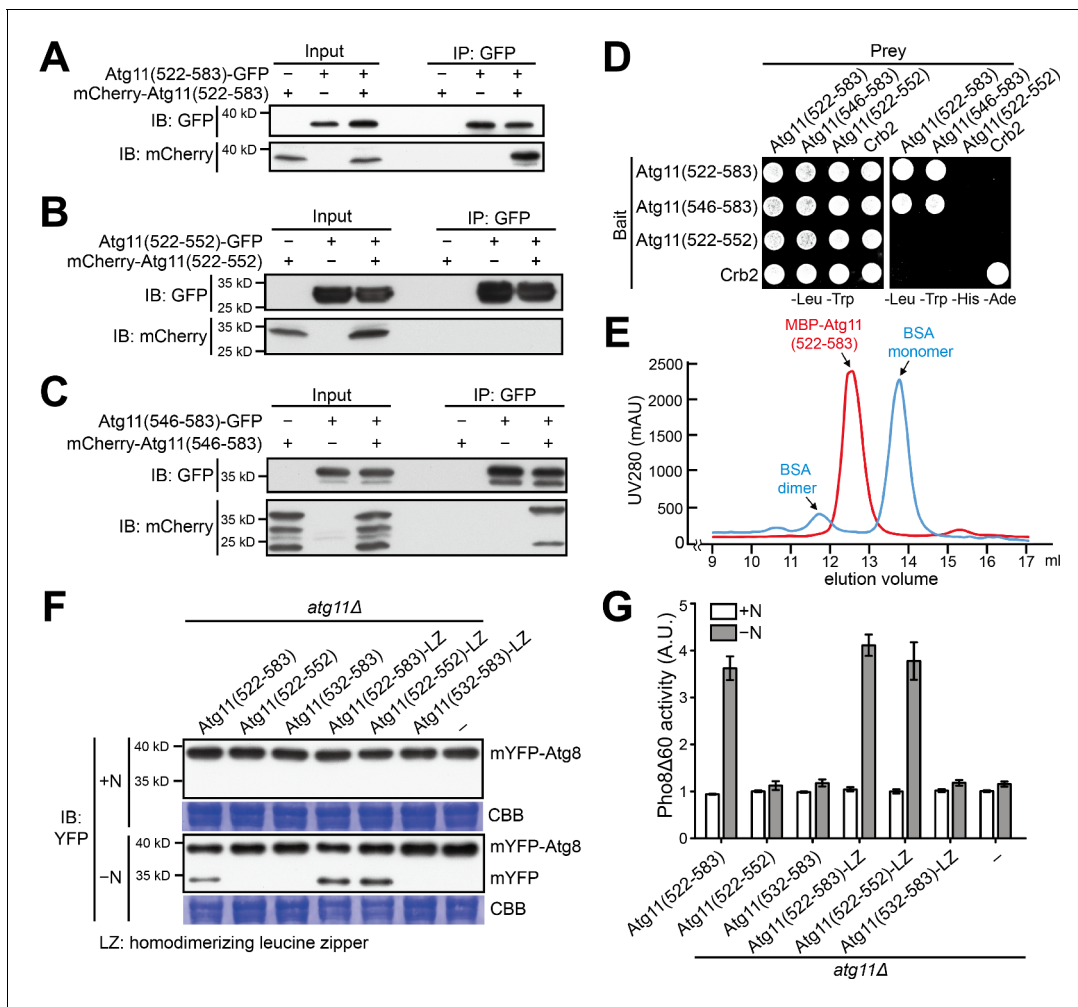 A
Input
IP: GFP
Atg11(522-583)-GFP – + + – + +
mCherry-Atg11(522-583) + – + + – +
IB: GFP
40 kD
IB: mCherry
40 kD
B
Input
IP: GFP
Atg11(522-552)-GFP – + + – + +
mCherry-Atg11(522-552) + – + + – +
IB: GFP
35 kD
25 kD
IB: mCherry
35 kD
25 kD
C
Input
IP: GFP
Atg11(546-583)-GFP – + + – + +
mCherry-Atg11(546-583) + – + + – +
IB: GFP
35 kD
IB: mCherry
35 kD
25 kD
D
Prey
Atg11(522-583)
Atg11(546-583)
Atg11(522-552)
Crb2
Atg11(522-583)
Atg11(546-583)
Atg11(522-552)
Crb2
Bait
Atg11(522-583)
Atg11(546-583)
Atg11(522-552)
Crb2
-Leu -Trp
-Leu -Trp -His -Ade
E
MBP-Atg11
(522-583)
BSA
monomer
BSA
dimer
UV280 (mAU)
2500
2000
1500
1000
500
0
9 10 11 12 13 14 15 16 17 ml
elution volume
F
atg11Δ
Atg11(522-583)
Atg11(522-552)
Atg11(532-583)
Atg11(522-583)-LZ
Atg11(522-552)-LZ
Atg11(532-583)-LZ
–
IB:
YFP
+N
40 kD
35 kD
mYFP-Atg8
CBB
−N
40 kD
35 kD
mYFP-Atg8
mYFP
CBB
LZ: homodimerizing leucine zipper
G
+N
−N
Pho8Δ60 activity (A.U.)
5
4
3
2
1
0
Atg11(522-583)
Atg11(522-552)
Atg11(532-583)
Atg11(522-583)-LZ
Atg11(522-552)-LZ
Atg11(532-583)-LZ
–
atg11Δ